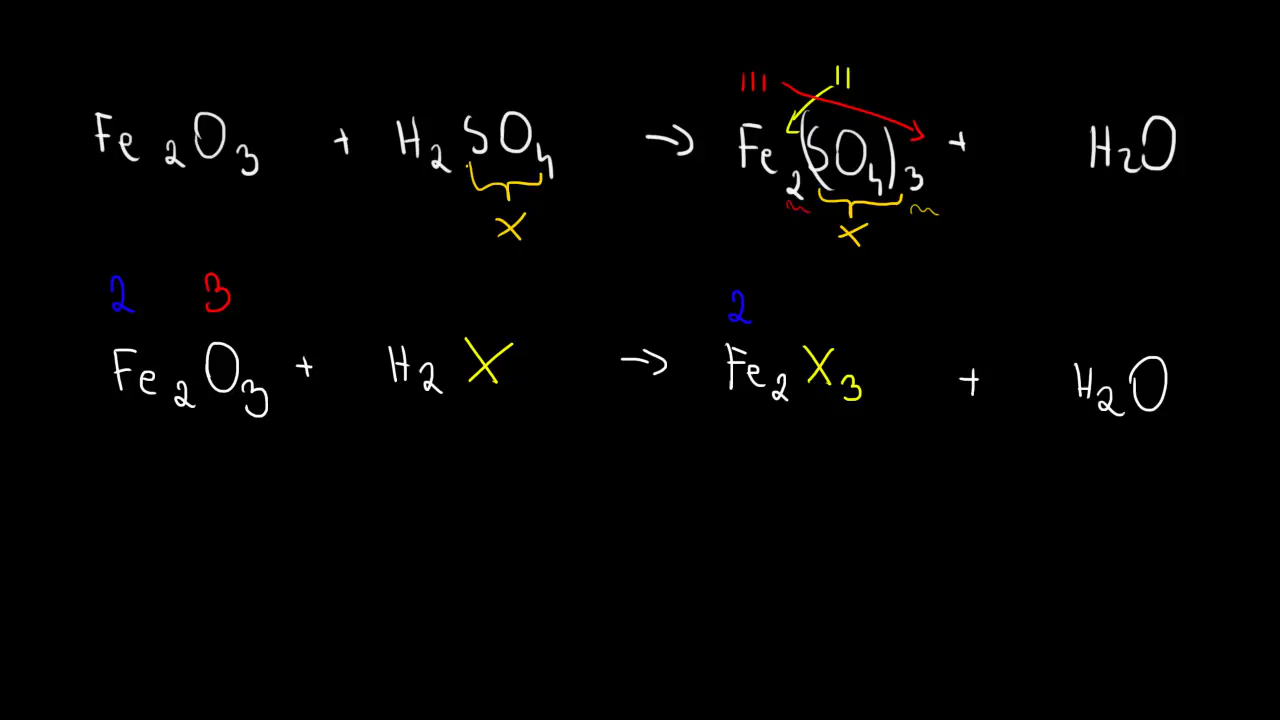 III II
Fe₂O₃ + H₂SO₄ → Fe₂(SO₄)₃ + H₂O
X X
2 3 2
Fe₂O₃ + H₂X → Fe₂X₃ + H₂O